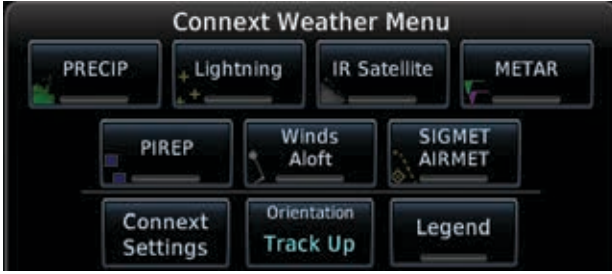 Connext Weather Menu
PRECIP
Lightning
IR Satellite
METAR
PIREP
Winds
Aloft
SIGMET
AIRMET
Connext
Settings
Orientation
Track Up
Legend